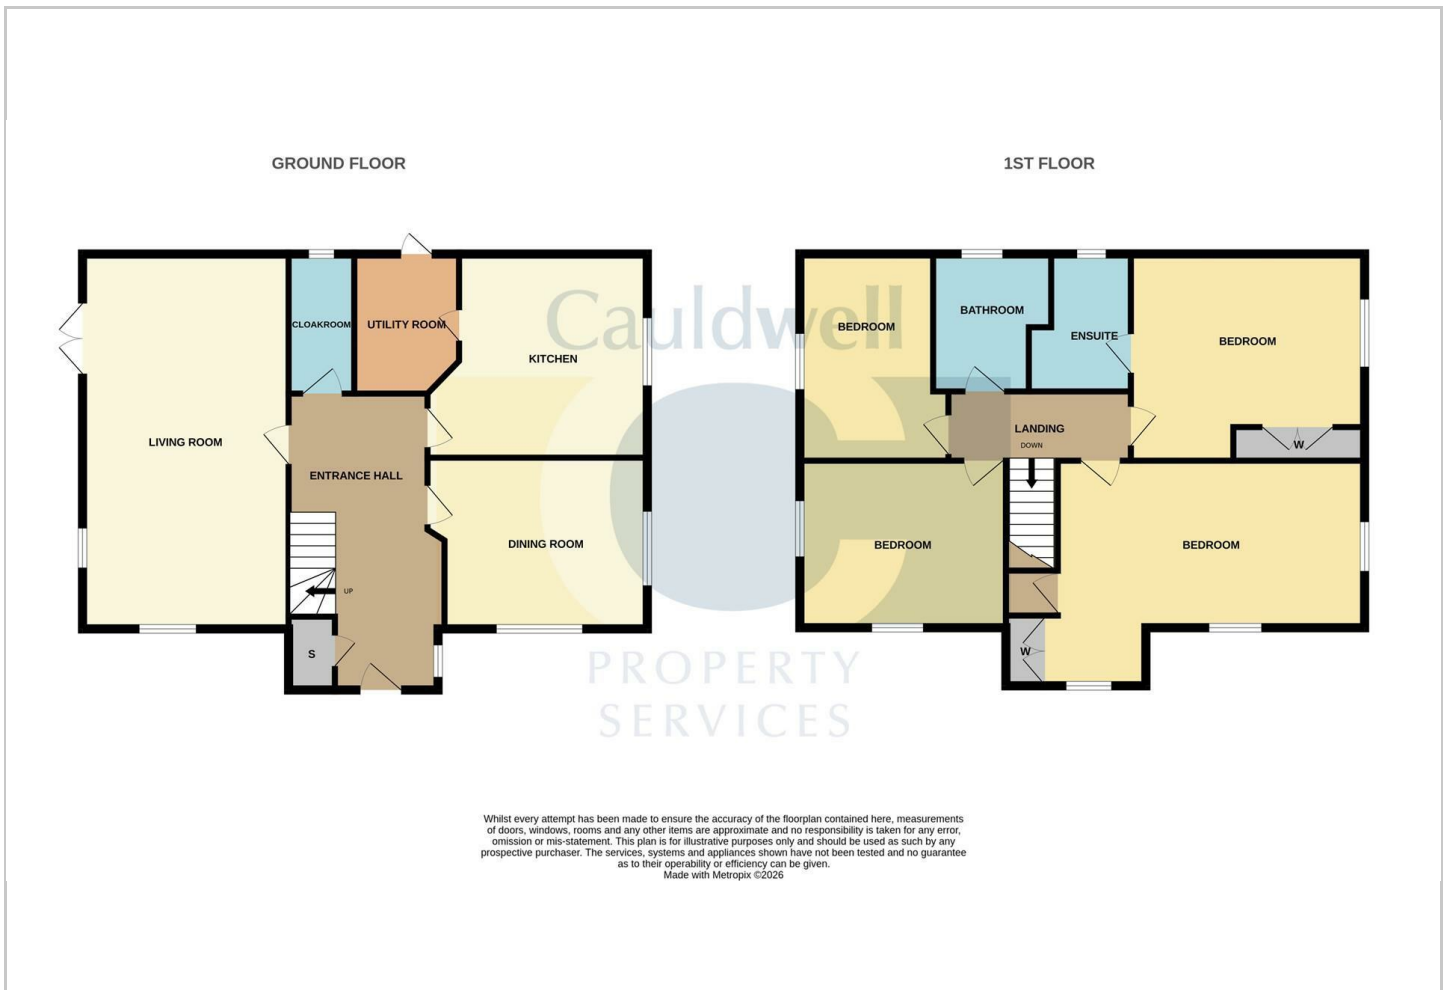 GROUND FLOOR
1ST FLOOR
CLOAKROOM
UTILITY ROOM
KITCHEN
LIVING ROOM
ENTRANCE HALL
DINING ROOM
UP
S
BEDROOM
BATHROOM
ENSUITE
BEDROOM
LANDING
DOWN
W
BEDROOM
BEDROOM
W
Cauldwell
PROPERTY
SERVICES
Whilst every attempt has been made to ensure the accuracy of the floorplan contained here, measurements
of doors, windows, rooms and any other items are approximate and no responsibility is taken for any error,
omission or mis-statement. This plan is for illustrative purposes only and should be used as such by any
prospective purchaser. The services, systems and appliances shown have not been tested and no guarantee
as to their operability or efficiency can be given.
Made with Metropix ©2026